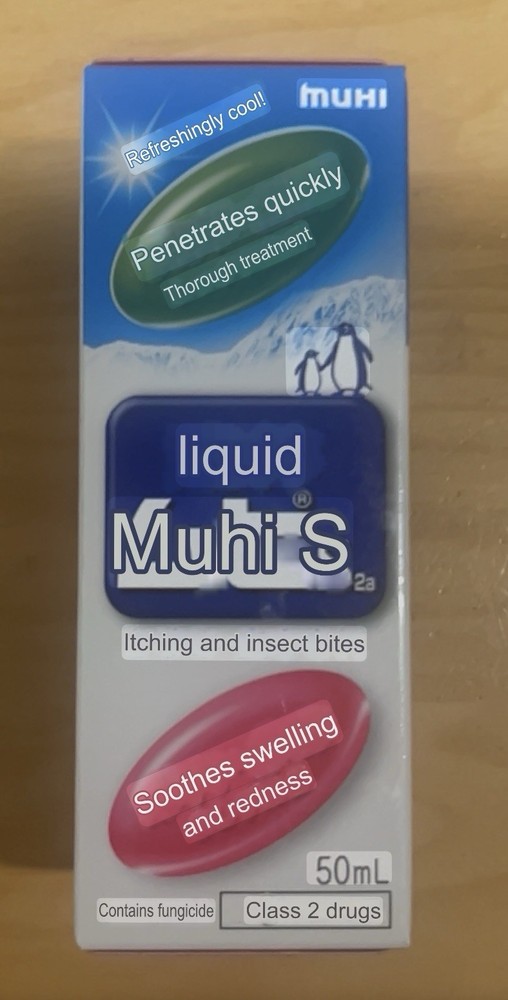 Refreshingly cool!
MUHI
Penetrates quickly
Thorough treatment
liquid
Muhi S
®
2a
Itching and insect bites
Soothes swelling
and redness
50mL
Contains fungicide
Class 2 drugs